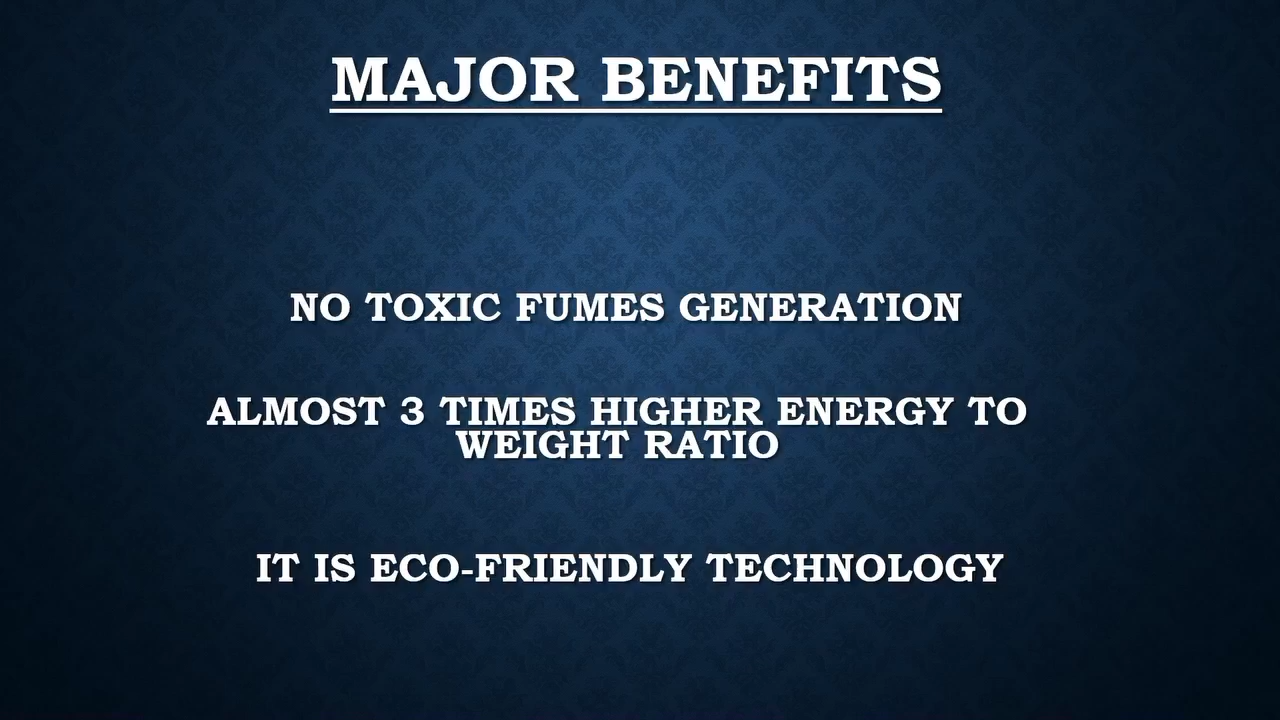 MAJOR BENEFITS
NO TOXIC FUMES GENERATION
ALMOST 3 TIMES HIGHER ENERGY TO
WEIGHT RATIO
IT IS ECO-FRIENDLY TECHNOLOGY